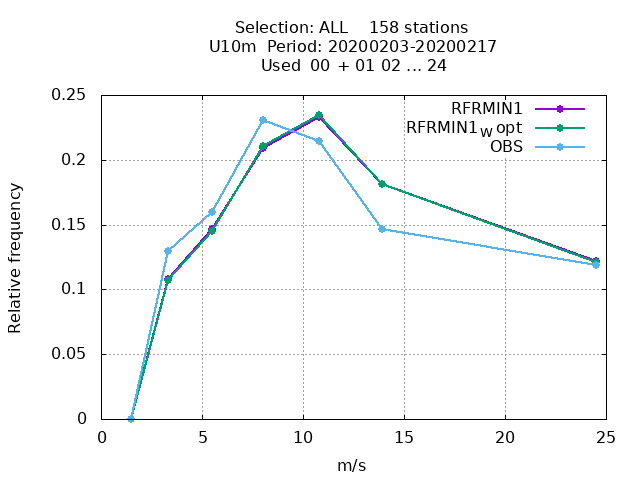 Selection: ALL    158 stations
U10m  Period: 20200203-20200217
Used  00 + 01 02 ... 24
Relative frequency
0.25
0.2
0.15
0.1
0.05
0
RFRMIN1
RFRMIN1_W opt
OBS
0 5 10 15 20 25
m/s